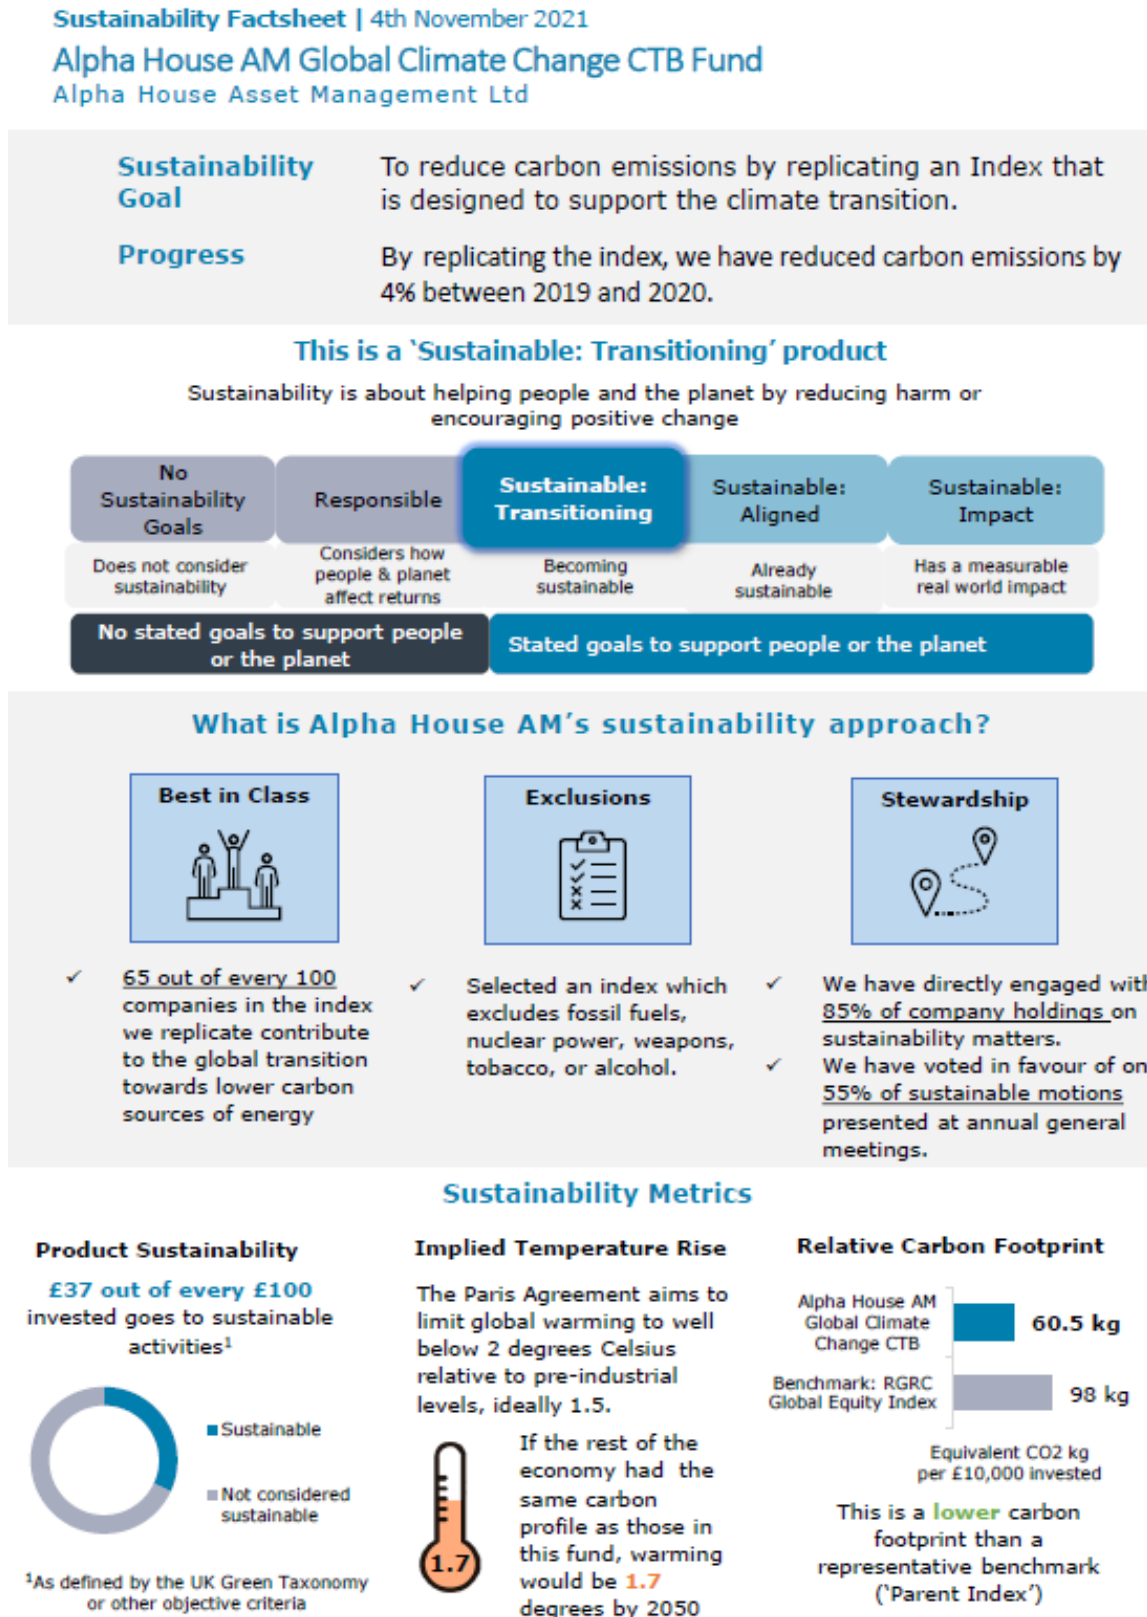 Sustainability Factsheet | 4th November 2021
Alpha House AM Global Climate Change CTB Fund
Alpha House Asset Management Ltd
Sustainability
Goal
To reduce carbon emissions by replicating an Index that
is designed to support the climate transition.
Progress
By replicating the index, we have reduced carbon emissions by
4% between 2019 and 2020.
This is a ‘Sustainable: Transitioning’ product
Sustainability is about helping people and the planet by reducing harm or
encouraging positive change
No
Sustainability
Goals
Responsible
Sustainable:
Transitioning
Sustainable:
Aligned
Sustainable:
Impact
Does not consider
sustainability
Considers how
people & planet
affect returns
Becoming
sustainable
Already
sustainable
Has a measurable
real world impact
No stated goals to support people
or the planet
Stated goals to support people or the planet
What is Alpha House AM’s sustainability approach?
Best in Class
Exclusions
Stewardship
✓ 65 out of every 100
companies in the index
we replicate contribute
to the global transition
towards lower carbon
sources of energy
✓ Selected an index which
excludes fossil fuels,
nuclear power, weapons,
tobacco, or alcohol.
✓ We have directly engaged with
85% of company holdings on
sustainability matters.
✓ We have voted in favour of on
55% of sustainable motions
presented at annual general
meetings.
Sustainability Metrics
Product Sustainability
£37 out of every £100
invested goes to sustainable
activities¹
Sustainable
Not considered
sustainable
¹As defined by the UK Green Taxonomy
or other objective criteria
Implied Temperature Rise
The Paris Agreement aims to
limit global warming to well
below 2 degrees Celsius
relative to pre-industrial
levels, ideally 1.5.
1.7
If the rest of the
economy had the
same carbon
profile as those in
this fund, warming
would be 1.7
degrees by 2050
Relative Carbon Footprint
Alpha House AM
Global Climate
Change CTB
60.5 kg
Benchmark: RGRC
Global Equity Index
98 kg
Equivalent CO2 kg
per £10,000 invested
This is a lower carbon
footprint than a
representative benchmark
(‘Parent Index’)